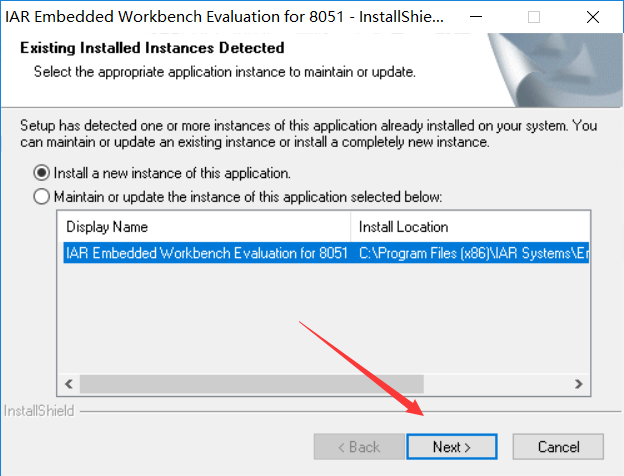 IAR Embedded Workbench Evaluation for 8051 - InstallShie...
Existing Installed Instances Detected
Select the appropriate application instance to maintain or update.
Setup has detected one or more instances of this application already installed on your system. You
can maintain or update an existing instance or install a completely new instance.
Install a new instance of this application.
Maintain or update the instance of this application selected below:
Display Name Install Location
IAR Embedded Workbench Evaluation for 8051 C:\Program Files (x86)\IAR Systems\Em
InstallShield
< Back Next > Cancel